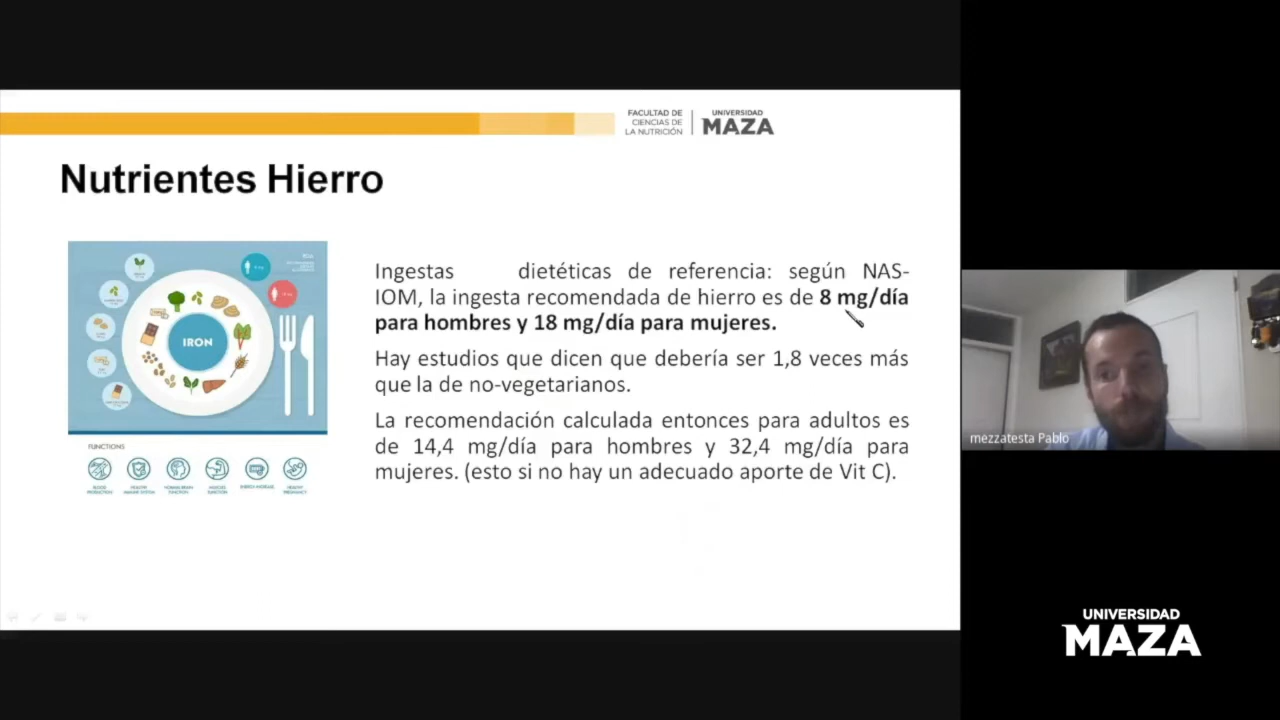 FACULTAD DE
CIENCIAS DE
LA NUTRICIÓN
UNIVERSIDAD
MAZA
Nutrientes Hierro
IRON
FUNCTIONS
Ingestas dietéticas de referencia: según NAS-
IOM, la ingesta recomendada de hierro es de 8 mg/día
para hombres y 18 mg/día para mujeres.
Hay estudios que dicen que debería ser 1,8 veces más
que la de no-vegetarianos.
La recomendación calculada entonces para adultos es
de 14,4 mg/día para hombres y 32,4 mg/día para
mujeres. (esto si no hay un adecuado aporte de Vit C).
mezzatesta Pablo
UNIVERSIDAD
MAZA